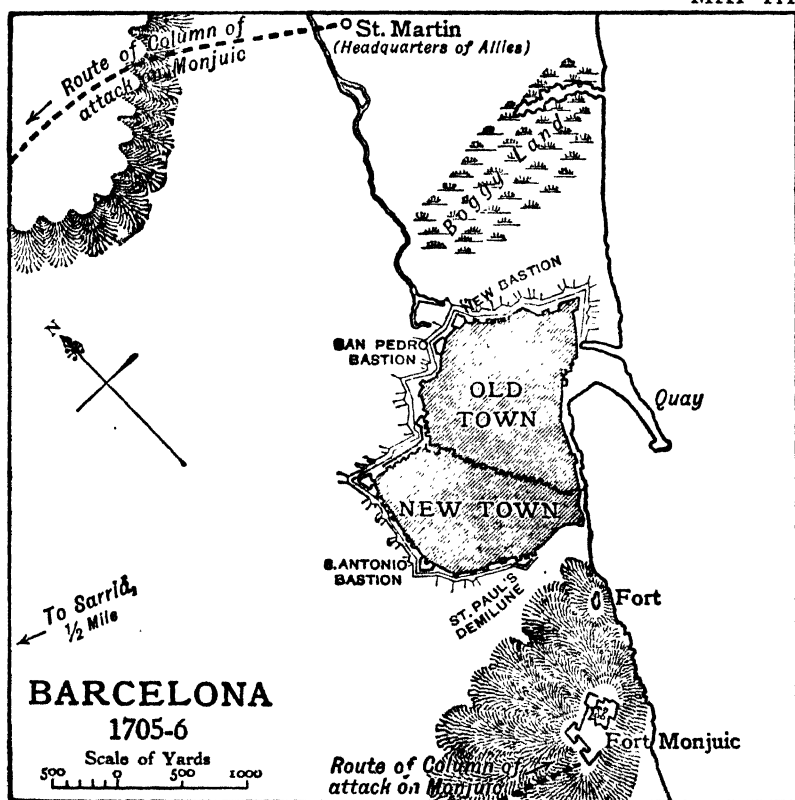 St. Martin
(Headquarters of Allies)
Route of Column of
attack on Monjuic
Boggy Land
NEW BASTION
SAN PEDRO
BASTION
N
OLD
TOWN
Quay
NEW TOWN
S. ANTONIO
BASTION
ST. PAUL'S
DEMILUNE
Fort
To Sarriá,
1/2 Mile
BARCELONA
1705-6
Scale of Yards
500 0 500 1000
Fort Monjuic
Route of Column of
attack on Monjuic